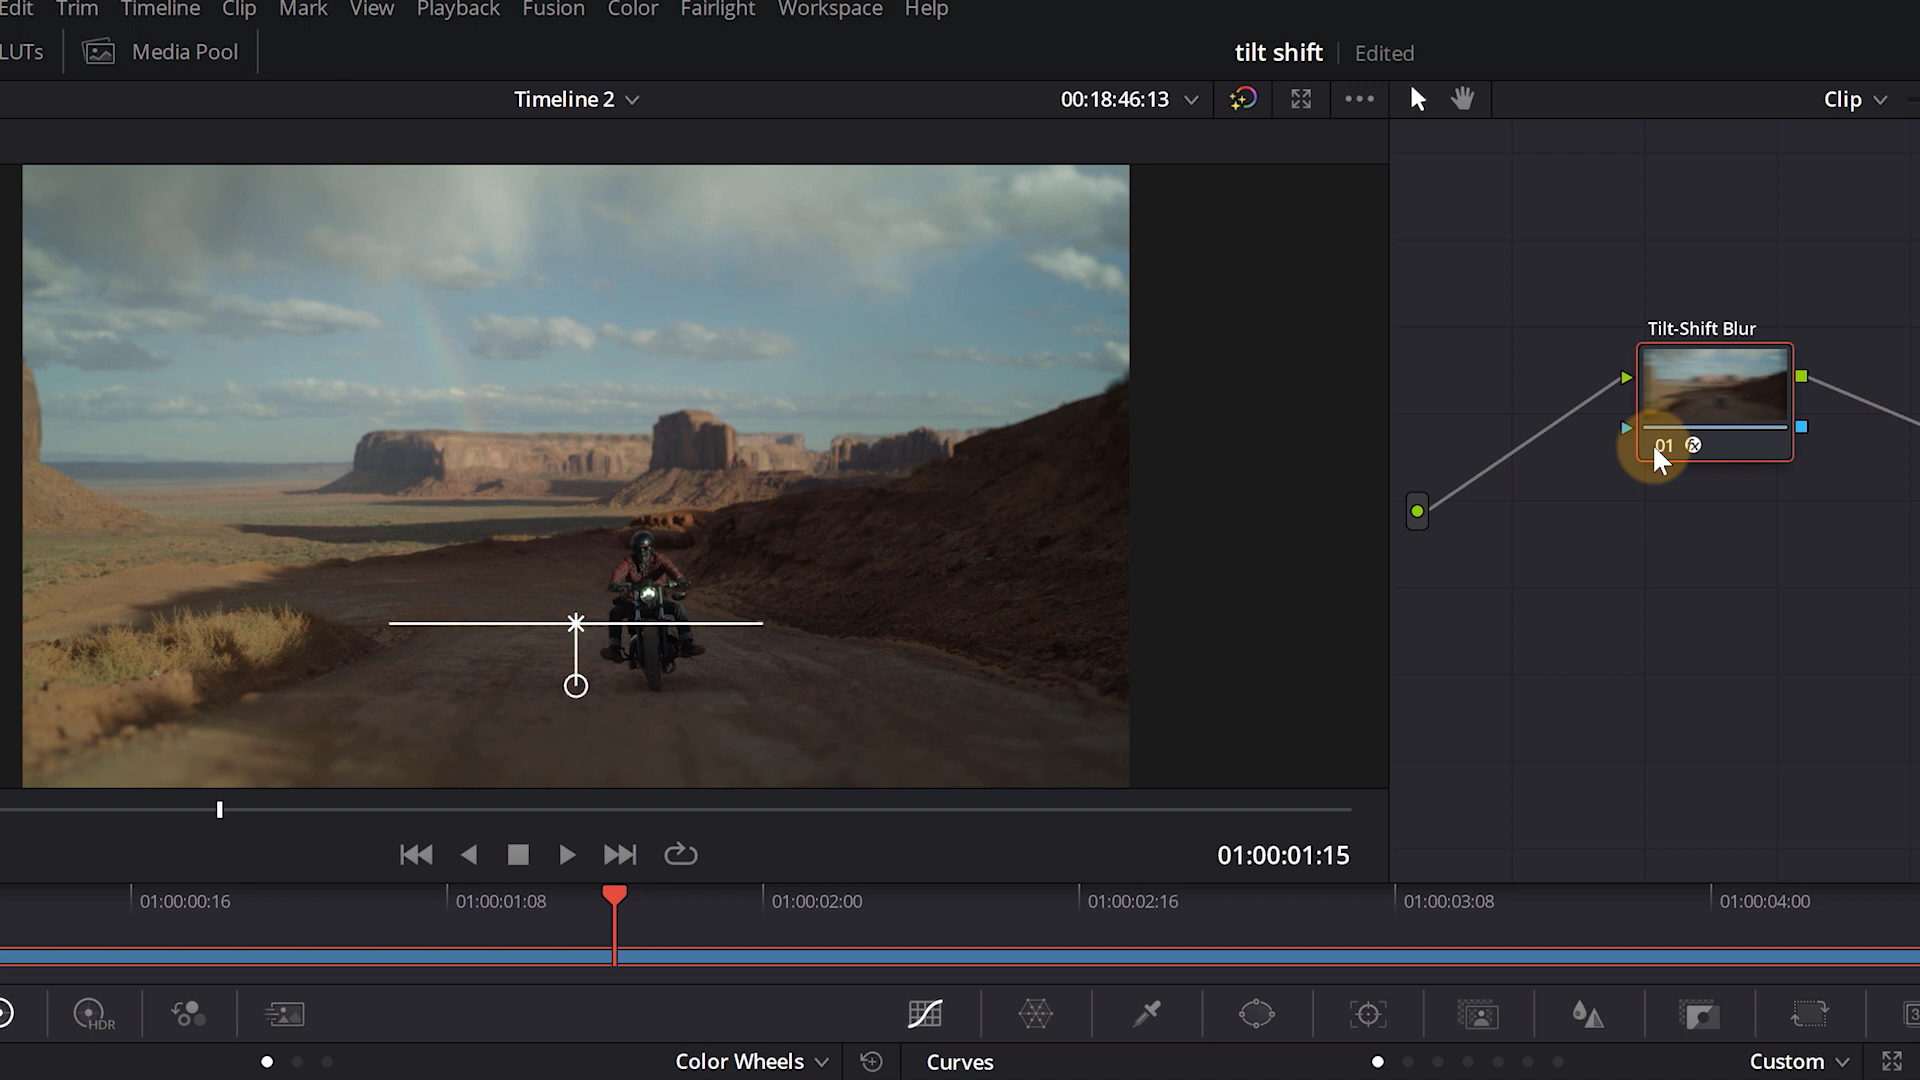 Edit Trim Timeline Clip Mark View Playback Fusion Color Fairlight Workspace Help
LUTs Media Pool tilt shift Edited
Timeline 2 00:18:46:13 Clip
Tilt-Shift Blur
01 fx
01:00:01:15
01:00:00:16 01:00:01:08 01:00:02:00 01:00:02:16 01:00:03:08 01:00:04:00
HDR
Color Wheels Curves Custom